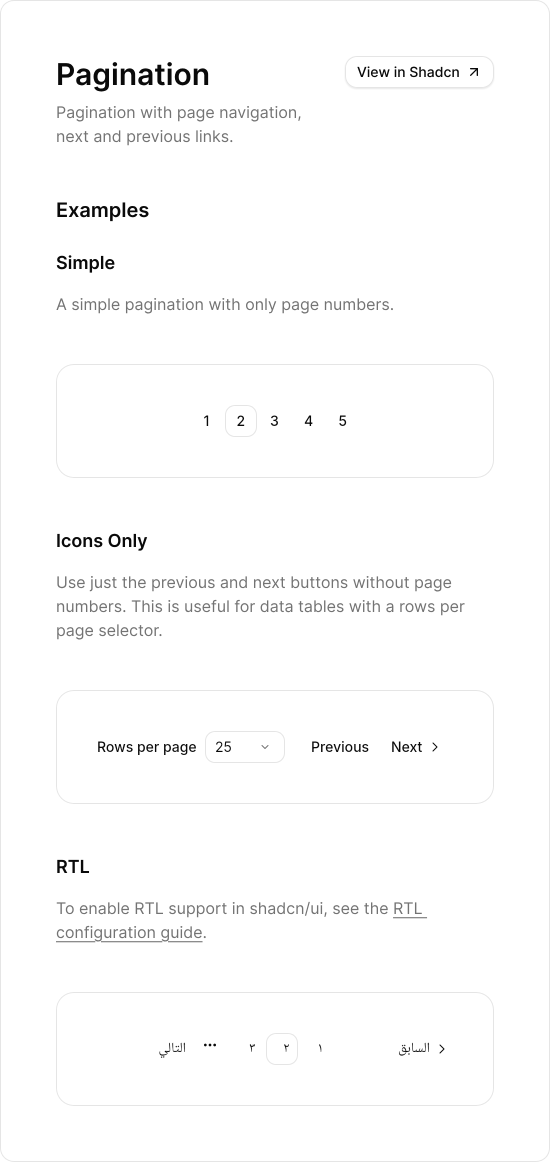 Pagination
View in Shadcn
Pagination with page navigation,
next and previous links.
Examples
Simple
A simple pagination with only page numbers.
1 2 3 4 5
Icons Only
Use just the previous and next buttons without page
numbers. This is useful for data tables with a rows per
page selector.
Rows per page 25 Previous Next
RTL
To enable RTL support in shadcn/ui, see the RTL
configuration guide.
السابق ١ ٢ ٣ ••• التالي